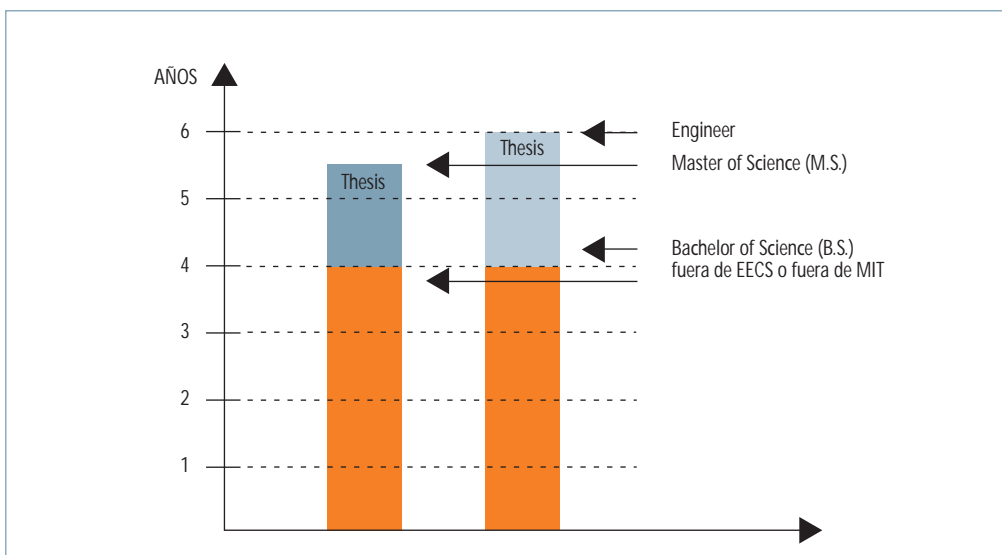 AÑOS
6
5
4
3
2
1
Thesis
Thesis
Engineer
Master of Science (M.S.)
Bachelor of Science (B.S.)
fuera de EECS o fuera de MIT